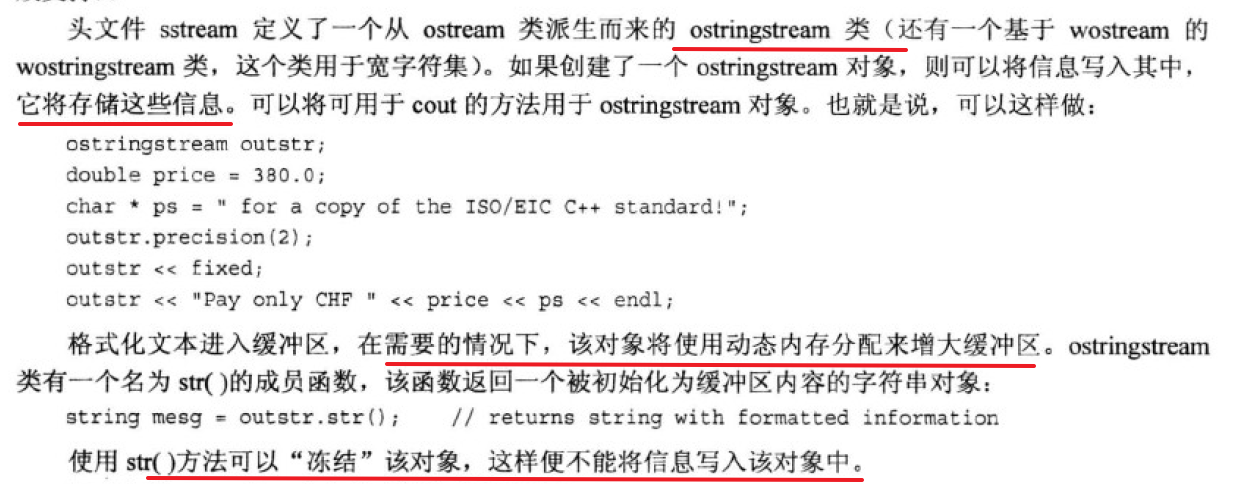 头文件 sstream 定义了一个从 ostream 类派生而来的 ostringstream 类（还有一个基于 wostream 的
wostringstream 类，这个类用于宽字符集）。如果创建了一个 ostringstream 对象，则可以将信息写入其中，
它将存储这些信息。可以将可用于 cout 的方法用于 ostringstream 对象。也就是说，可以这样做：
ostringstream outstr;
double price = 380.0;
char * ps = " for a copy of the ISO/EIC C++ standard!";
outstr.precision(2);
outstr << fixed;
outstr << "Pay only CHF " << price << ps << endl;
格式化文本进入缓冲区，在需要的情况下，该对象将使用动态内存分配来增大缓冲区。ostringstream
类有一个名为 str( )的成员函数，该函数返回一个被初始化为缓冲区内容的字符串对象：
string mesg = outstr.str();    // returns string with formatted information
使用 str( )方法可以“冻结”该对象，这样便不能将信息写入该对象中。